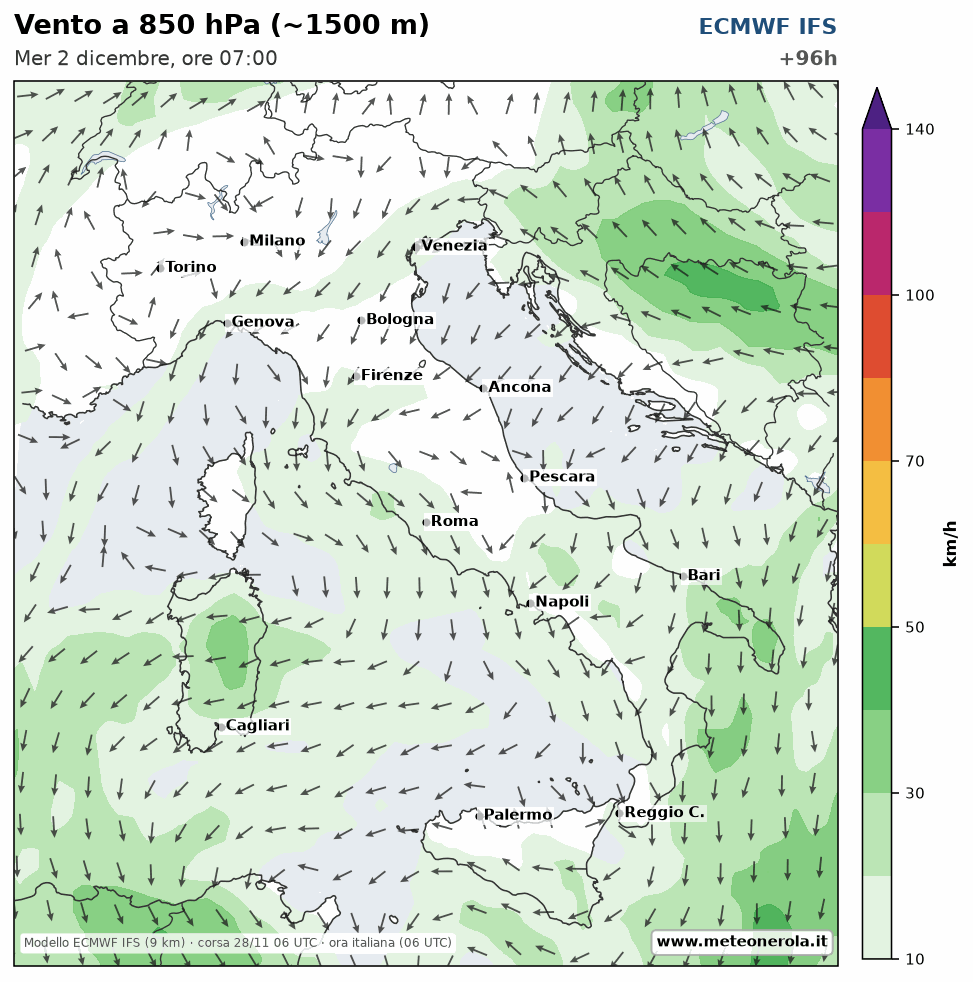 Vento a 850 hPa (~1500 m)
ECMWF IFS
Mer 2 dicembre, ore 07:00
+96h
Milano
Venezia
Torino
Genova
Bologna
Firenze
Ancona
Pescara
Roma
Bari
Napoli
Cagliari
Palermo
Reggio C.
140
100
70
50
30
10
km/h
Modello ECMWF IFS (9 km) · corsa 28/11 06 UTC · ora italiana (06 UTC)
www.meteonerola.it